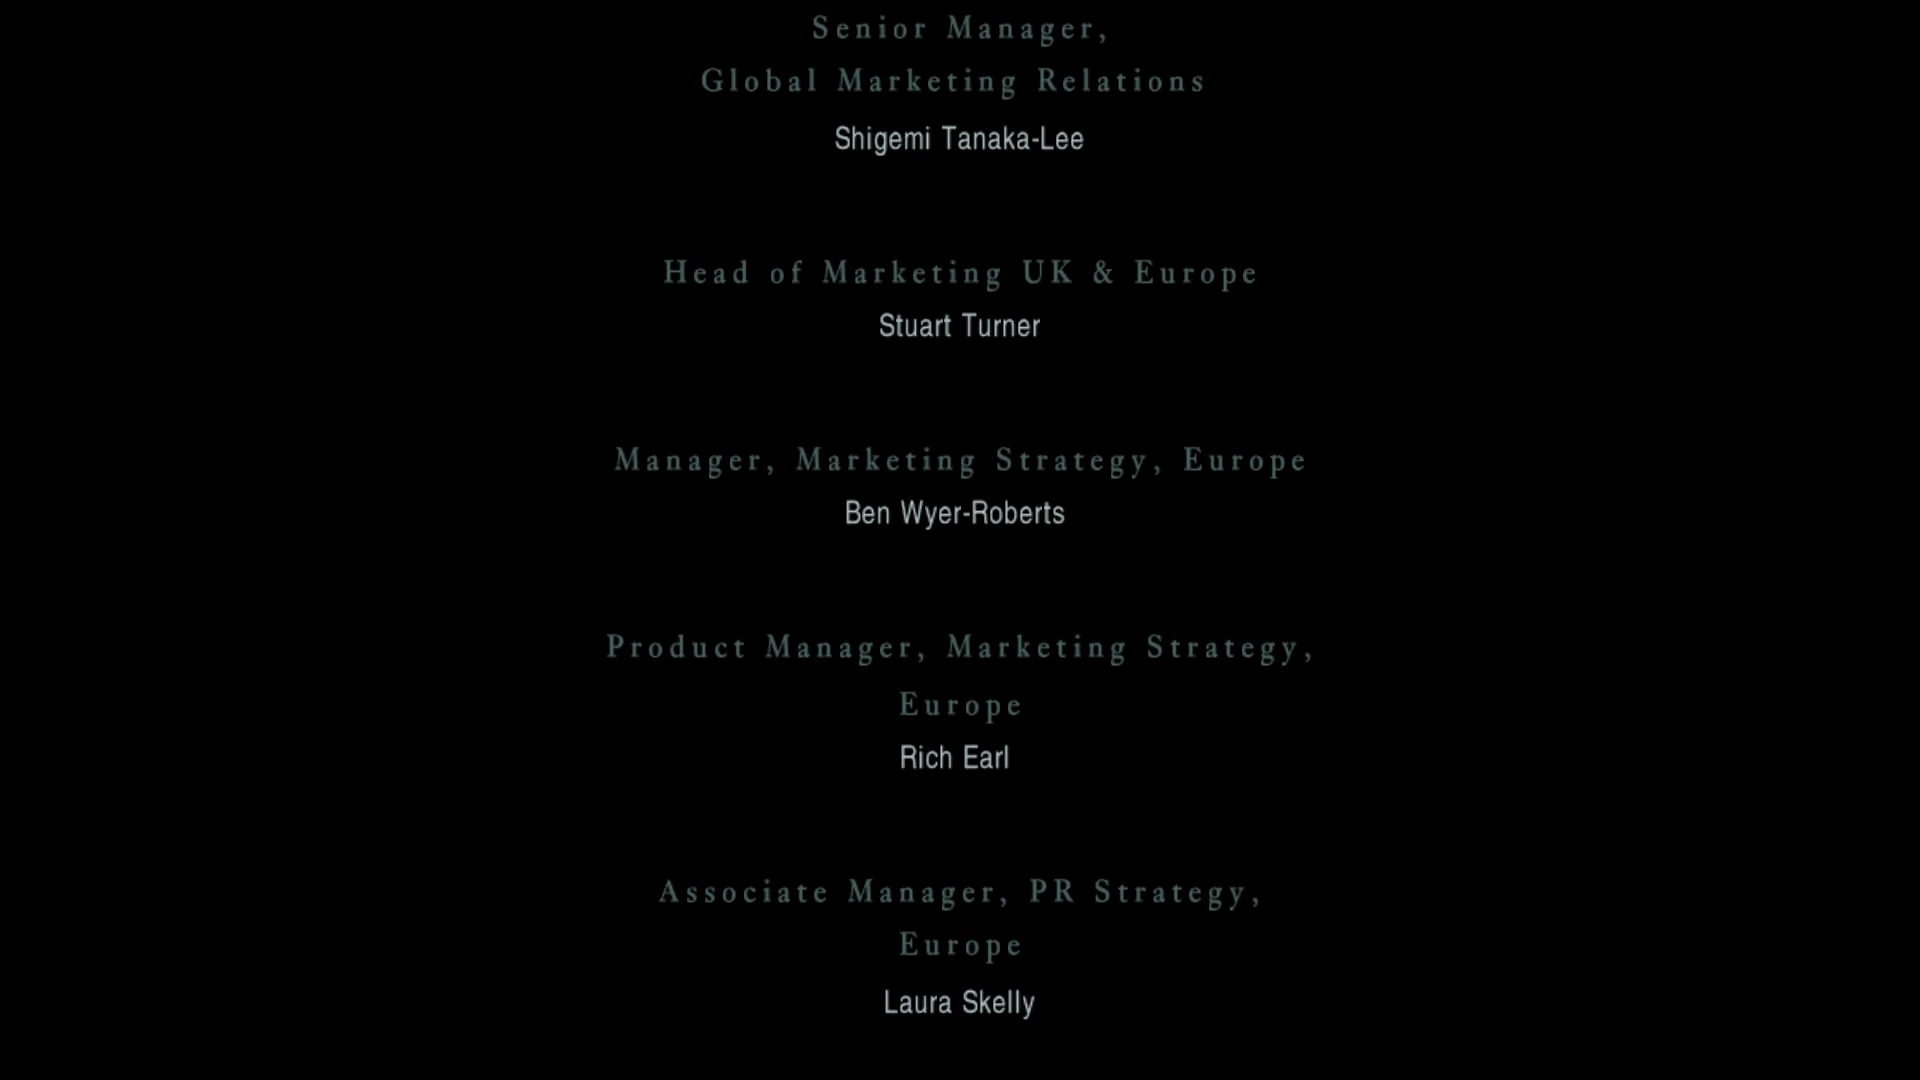 Senior Manager,
Global Marketing Relations
Shigemi Tanaka-Lee
Head of Marketing UK & Europe
Stuart Turner
Manager, Marketing Strategy, Europe
Ben Wyer-Roberts
Product Manager, Marketing Strategy,
Europe
Rich Earl
Associate Manager, PR Strategy,
Europe
Laura Skelly